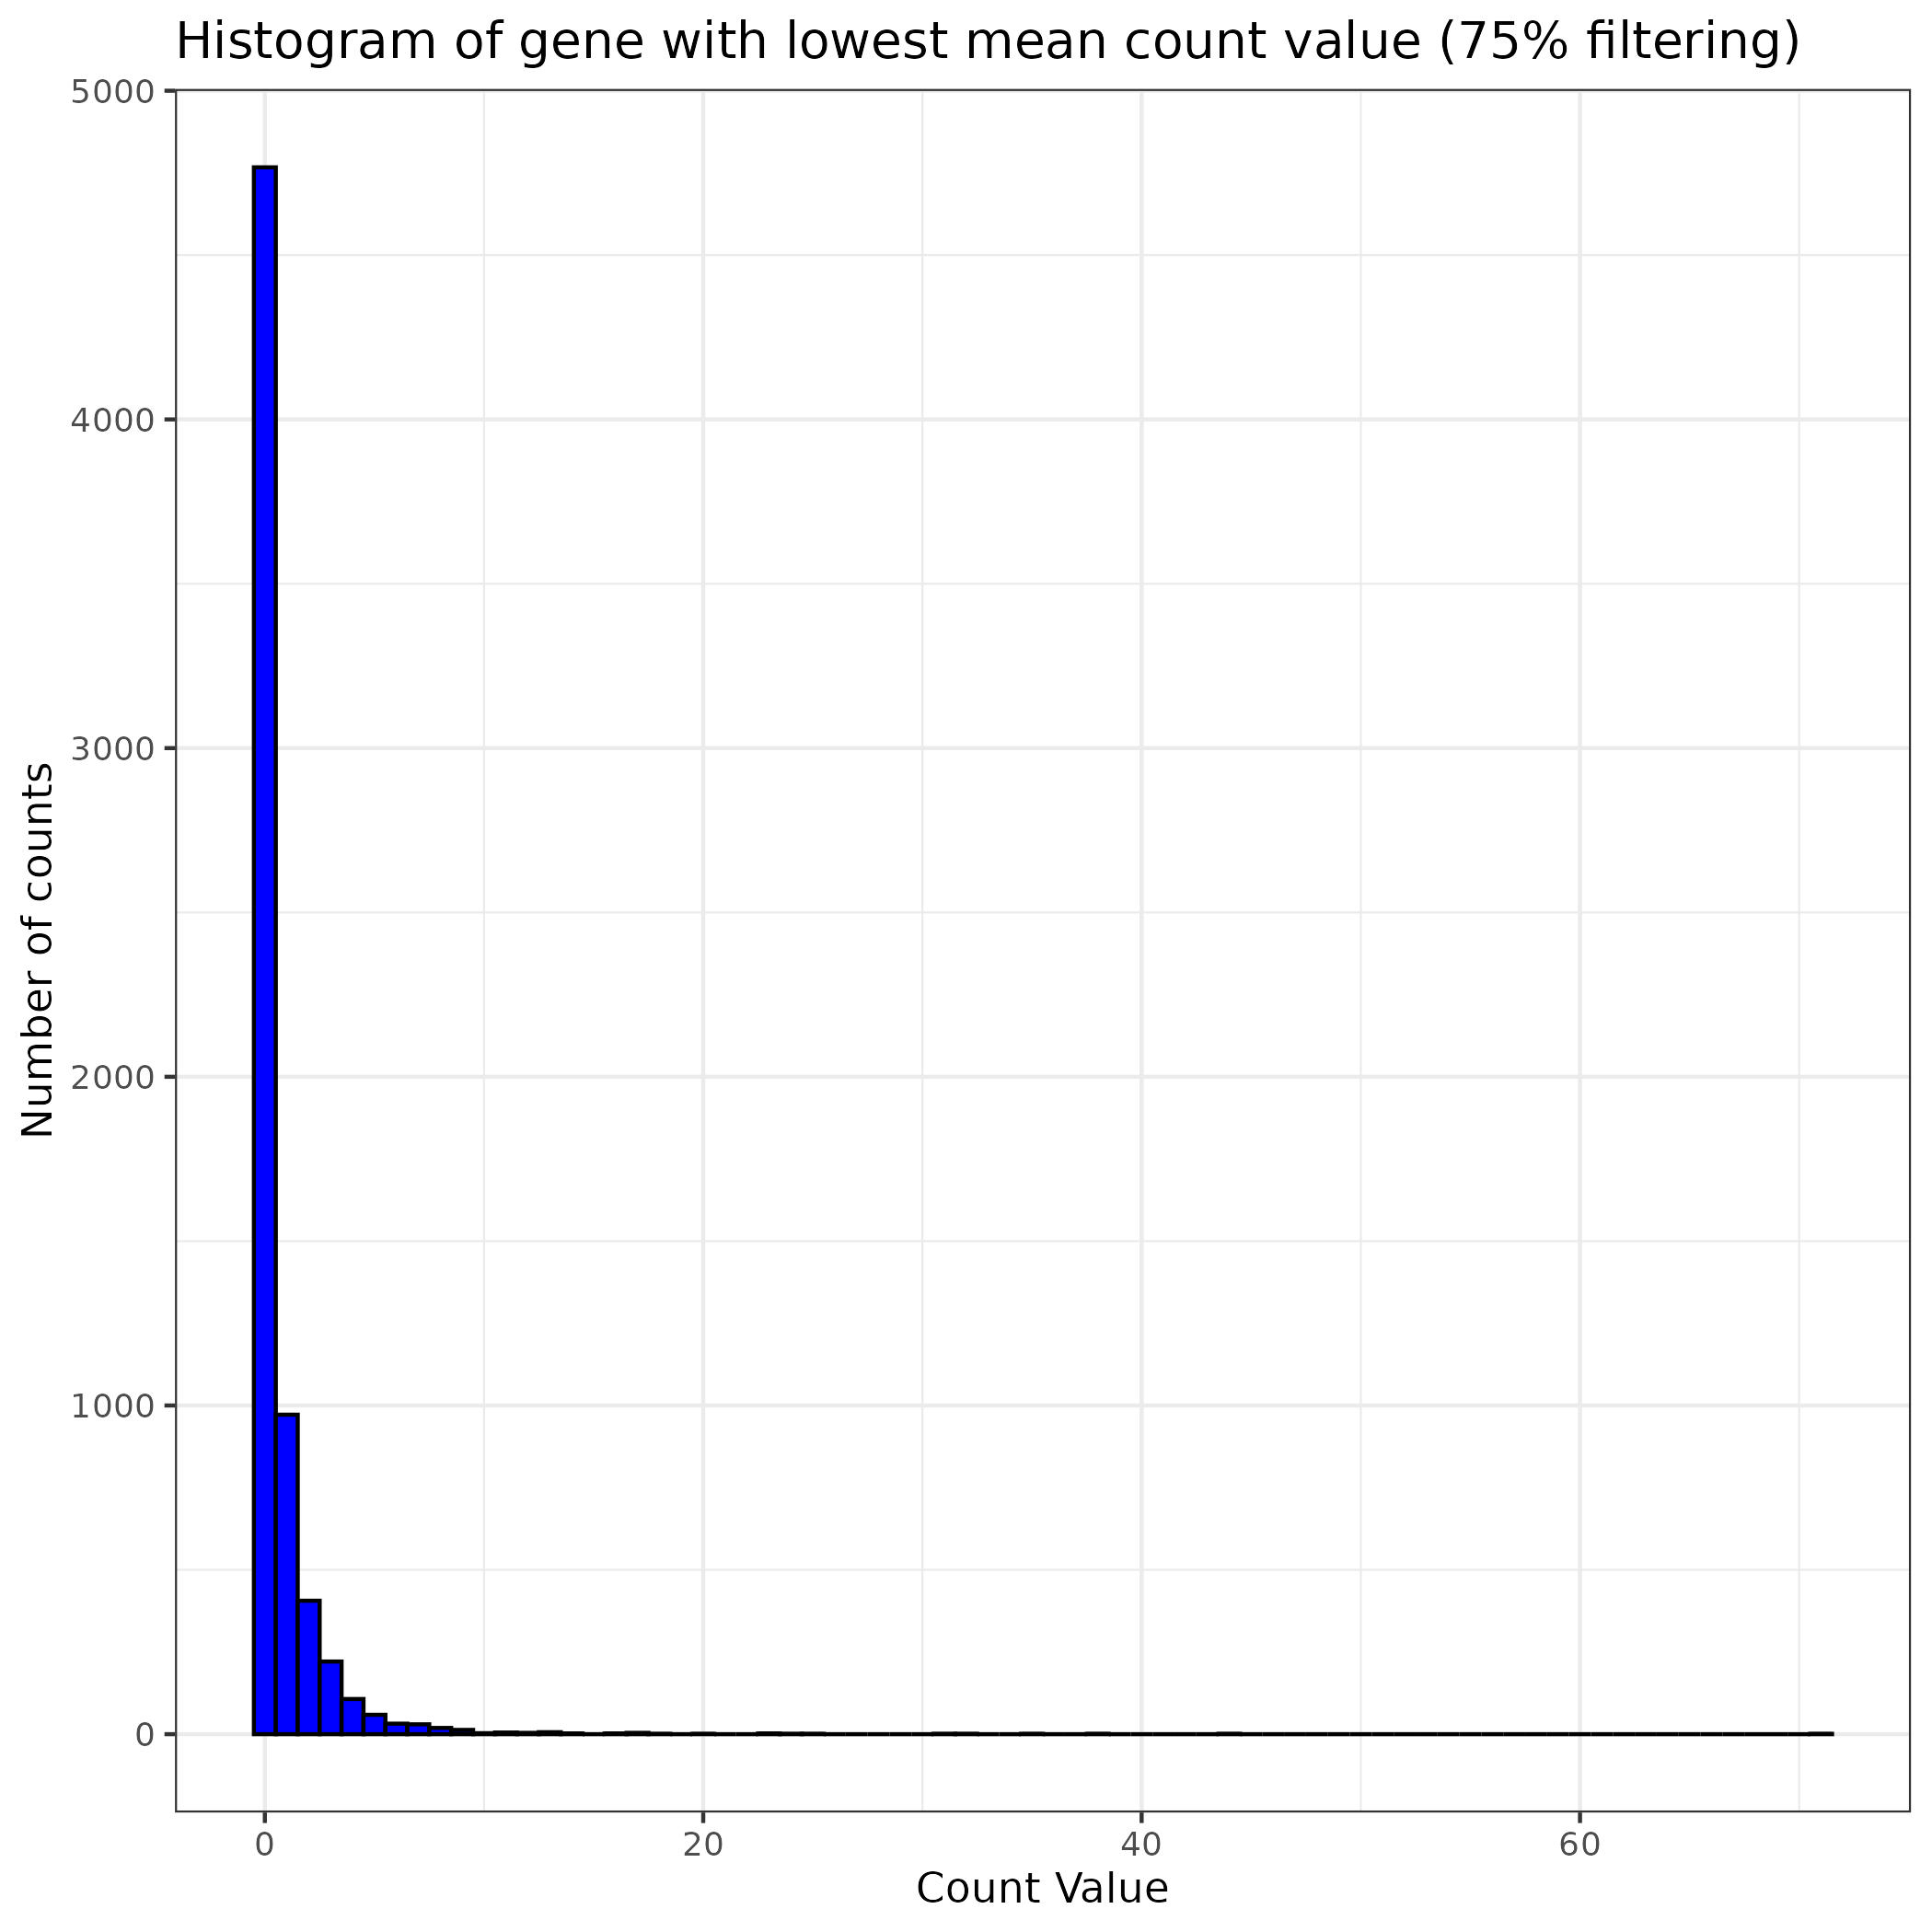 Histogram of gene with lowest mean count value (75% filtering)
5000
4000
3000
2000
1000
0
Number of counts
0 20 40 60
Count Value